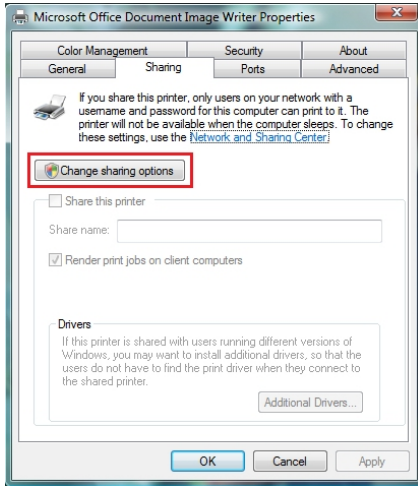 Microsoft Office Document Image Writer Properties
Color Management
Security
About
General
Sharing
Ports
Advanced
If you share this printer, only users on your network with a
username and password for this computer can print to it. The
printer will not be available when the computer sleeps. To change
these settings, use the Network and Sharing Center.
Change sharing options
Share this printer
Share name:
Render print jobs on client computers
Drivers
If this printer is shared with users running different versions of
Windows, you may want to install additional drivers, so that the
users do not have to find the print driver when they connect to
the shared printer.
Additional Drivers...
OK
Cancel
Apply